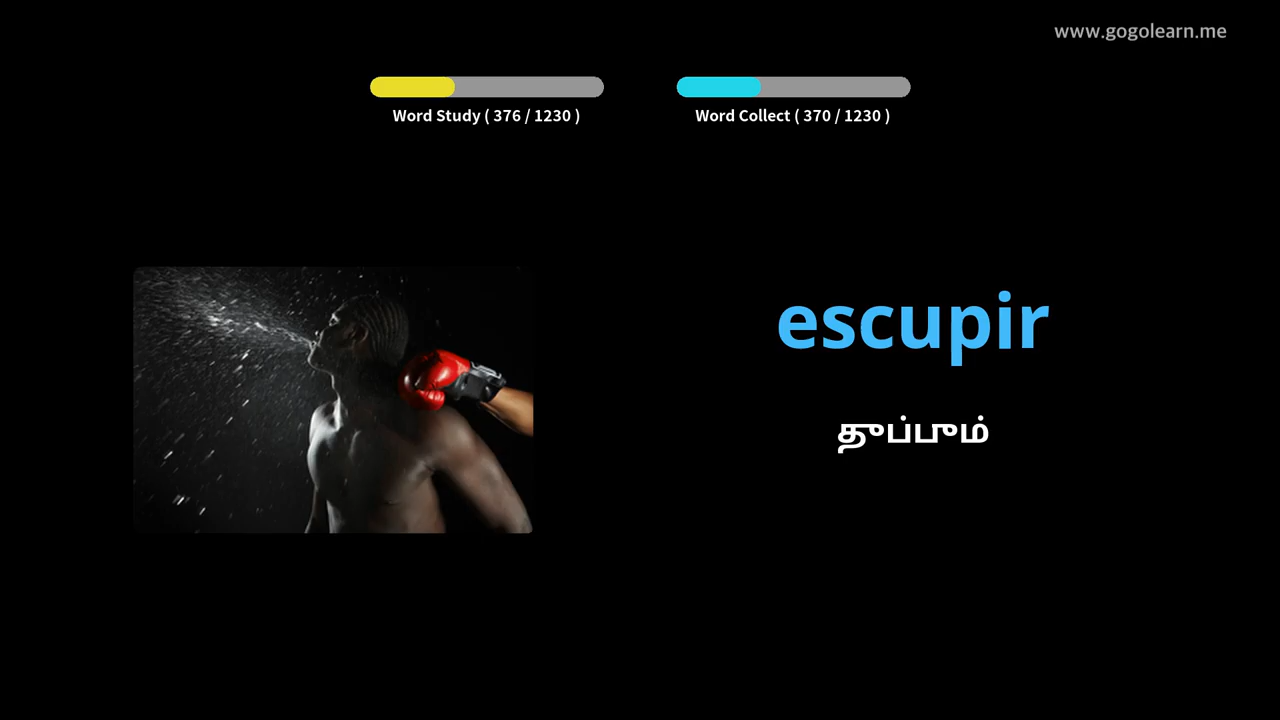 www.gogolearn.me
Word Study ( 376 / 1230 )
Word Collect ( 370 / 1230 )
escupir
துப்பும்